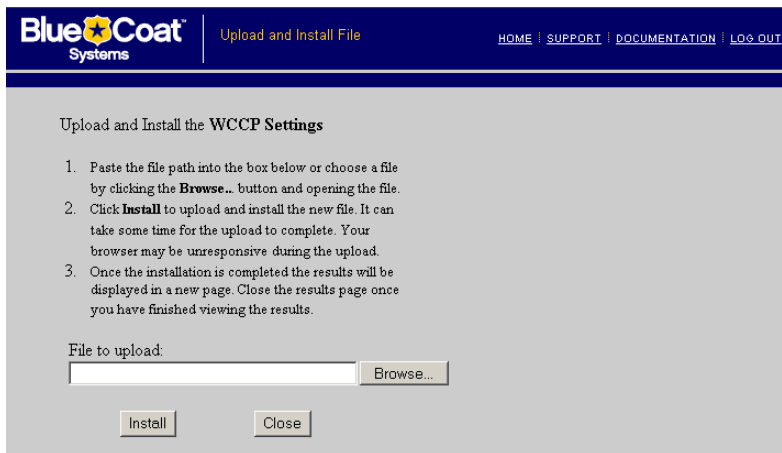 Blue Coat™ Systems
Upload and Install File
HOME SUPPORT DOCUMENTATION LOG OUT
Upload and Install the WCCP Settings
1. Paste the file path into the box below or choose a file
by clicking the Browse... button and opening the file.
2. Click Install to upload and install the new file. It can
take some time for the upload to complete. Your
browser may be unresponsive during the upload.
3. Once the installation is completed the results will be
displayed in a new page. Close the results page once
you have finished viewing the results.
File to upload:
Browse...
Install Close